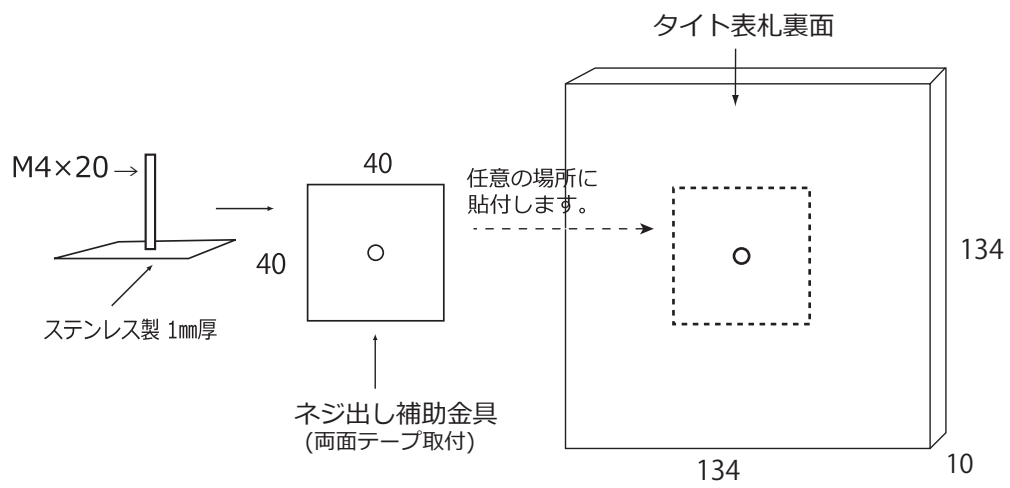 タイト表札裏面
M4×20
40
任意の場所に
貼付します。
40
134
ステンレス製 1㎜厚
ネジ出し補助金具
(両面テープ取付)
134
10